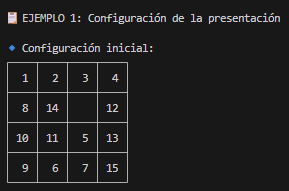 📋 EJEMPLO 1: Configuración de la presentación
🔹 Configuración inicial:
1 2 3 4
8 14 12
10 11 5 13
9 6 7 15